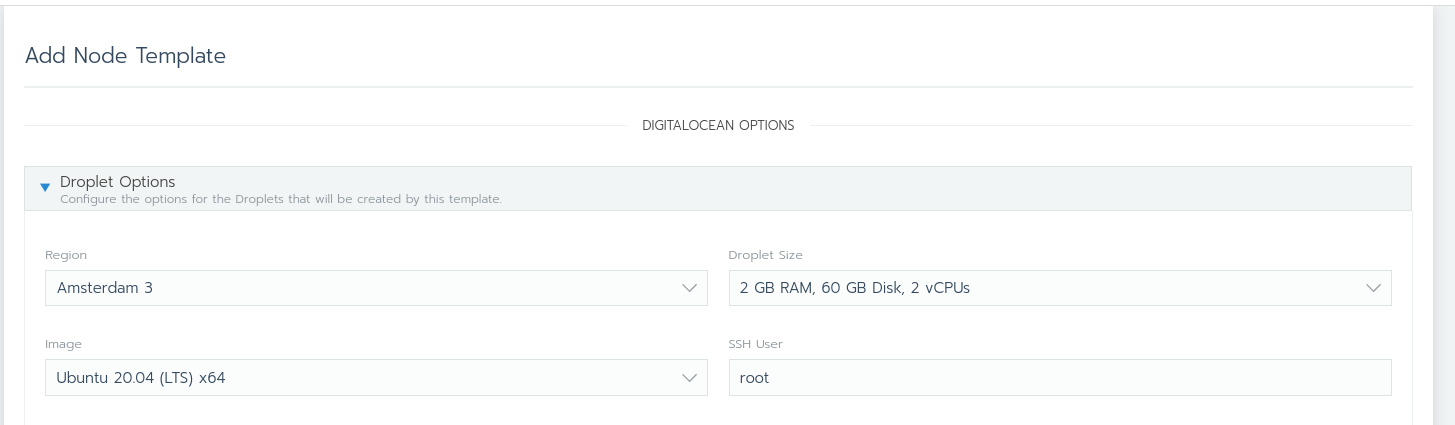 Add Node Template
DIGITALOCEAN OPTIONS
Droplet Options
Configure the options for the Droplets that will be created by this template.
Region
Droplet Size
Amsterdam 3
2 GB RAM, 60 GB Disk, 2 vCPUs
Image
SSH User
Ubuntu 20.04 (LTS) x64
root